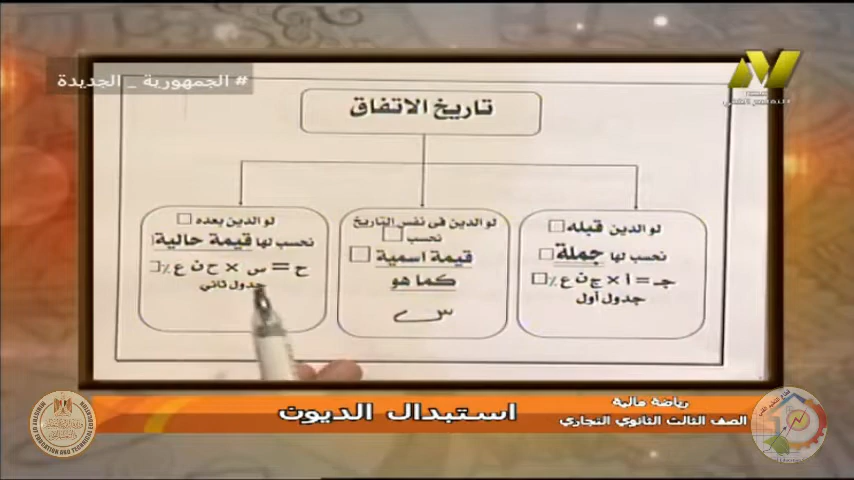 # الجمهورية _ الجديدة
تاريخ الاتفاق
لو الدين قبله
نحسب لها جملة
جـ = أ × ج ن ع ٪
جدول أول
لو الدين فى نفس التاريخ
نحسب
قيمة اسمية
كما هو
س
لو الدين بعده
نحسب لها قيمة حالية
ح = س × ح ن ع ٪
جدول ثاني
رياضة مالية
الصف الثالث الثانوي التجاري
استبدال الديون